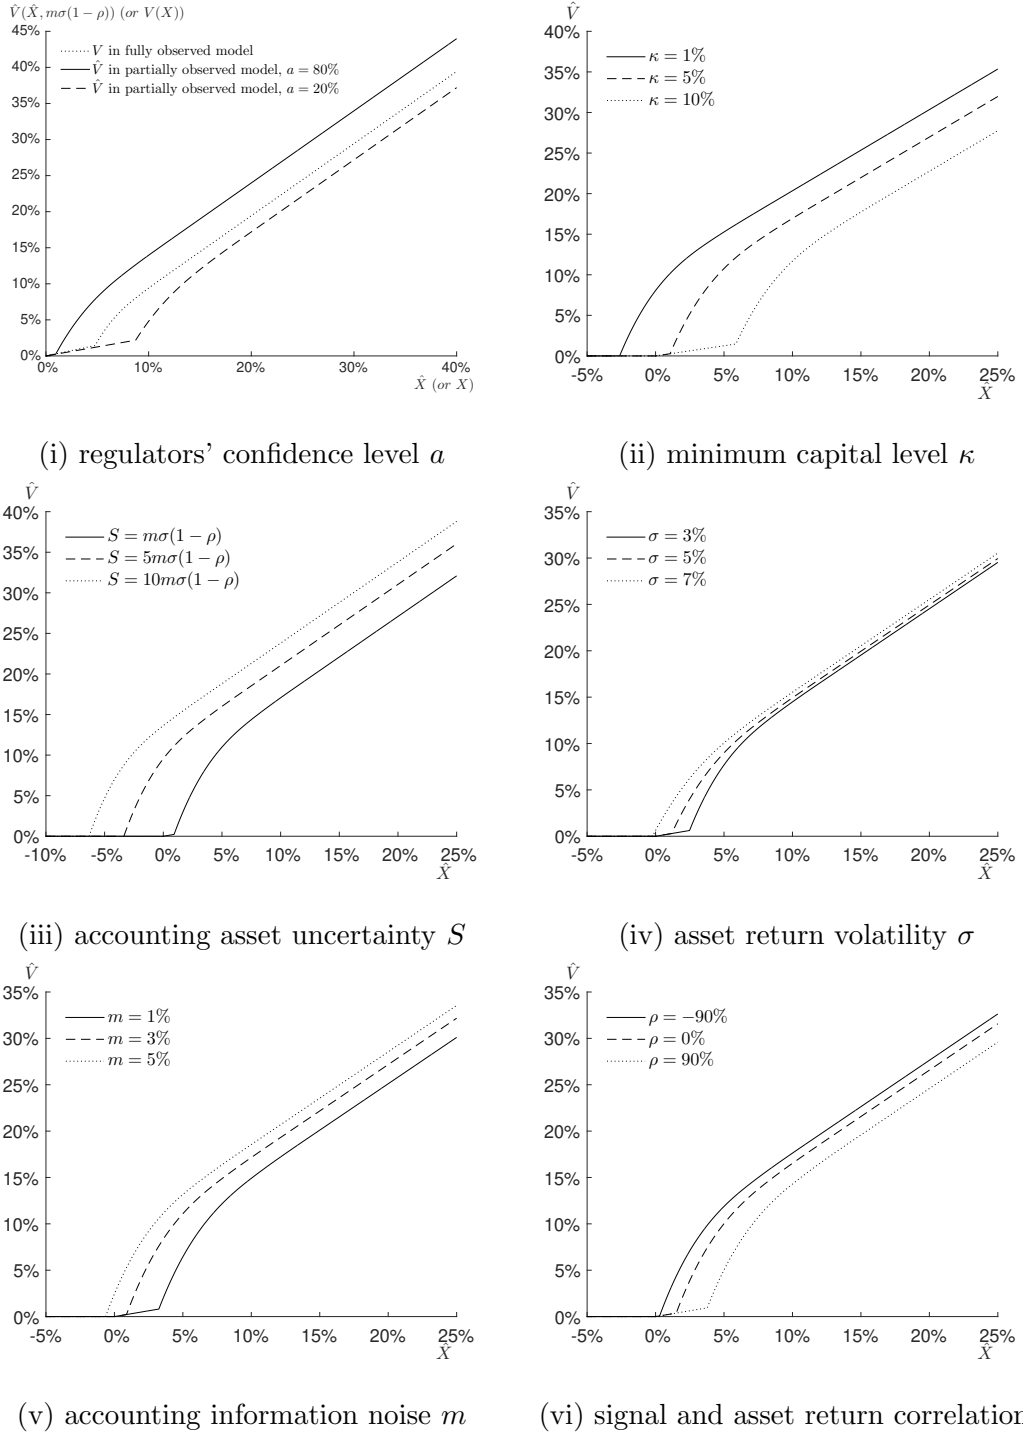 V̂(X̂, mσ(1 − ρ)) (or V(X))
45%
40%
35%
30%
25%
20%
15%
10%
5%
0%
V in fully observed model
V̂ in partially observed model, a = 80%
V̂ in partially observed model, a = 20%
0% 10% 20% 30% 40%
X̂ (or X)
(i) regulators' confidence level a
V̂
40%
35%
30%
25%
20%
15%
10%
5%
0%
κ = 1%
κ = 5%
κ = 10%
-5% 0% 5% 10% 15% 20% 25%
X̂
(ii) minimum capital level κ
V̂
40%
35%
30%
25%
20%
15%
10%
5%
0%
S = mσ(1 − ρ)
S = 5mσ(1 − ρ)
S = 10mσ(1 − ρ)
-10% -5% 0% 5% 10% 15% 20% 25%
X̂
(iii) accounting asset uncertainty S
V̂
35%
30%
25%
20%
15%
10%
5%
0%
σ = 3%
σ = 5%
σ = 7%
-5% 0% 5% 10% 15% 20% 25%
X̂
(iv) asset return volatility σ
V̂
35%
30%
25%
20%
15%
10%
5%
0%
m = 1%
m = 3%
m = 5%
-5% 0% 5% 10% 15% 20% 25%
X̂
(v) accounting information noise m
V̂
35%
30%
25%
20%
15%
10%
5%
0%
ρ = −90%
ρ = 0%
ρ = 90%
-5% 0% 5% 10% 15% 20% 25%
X̂
(vi) signal and asset return correlation